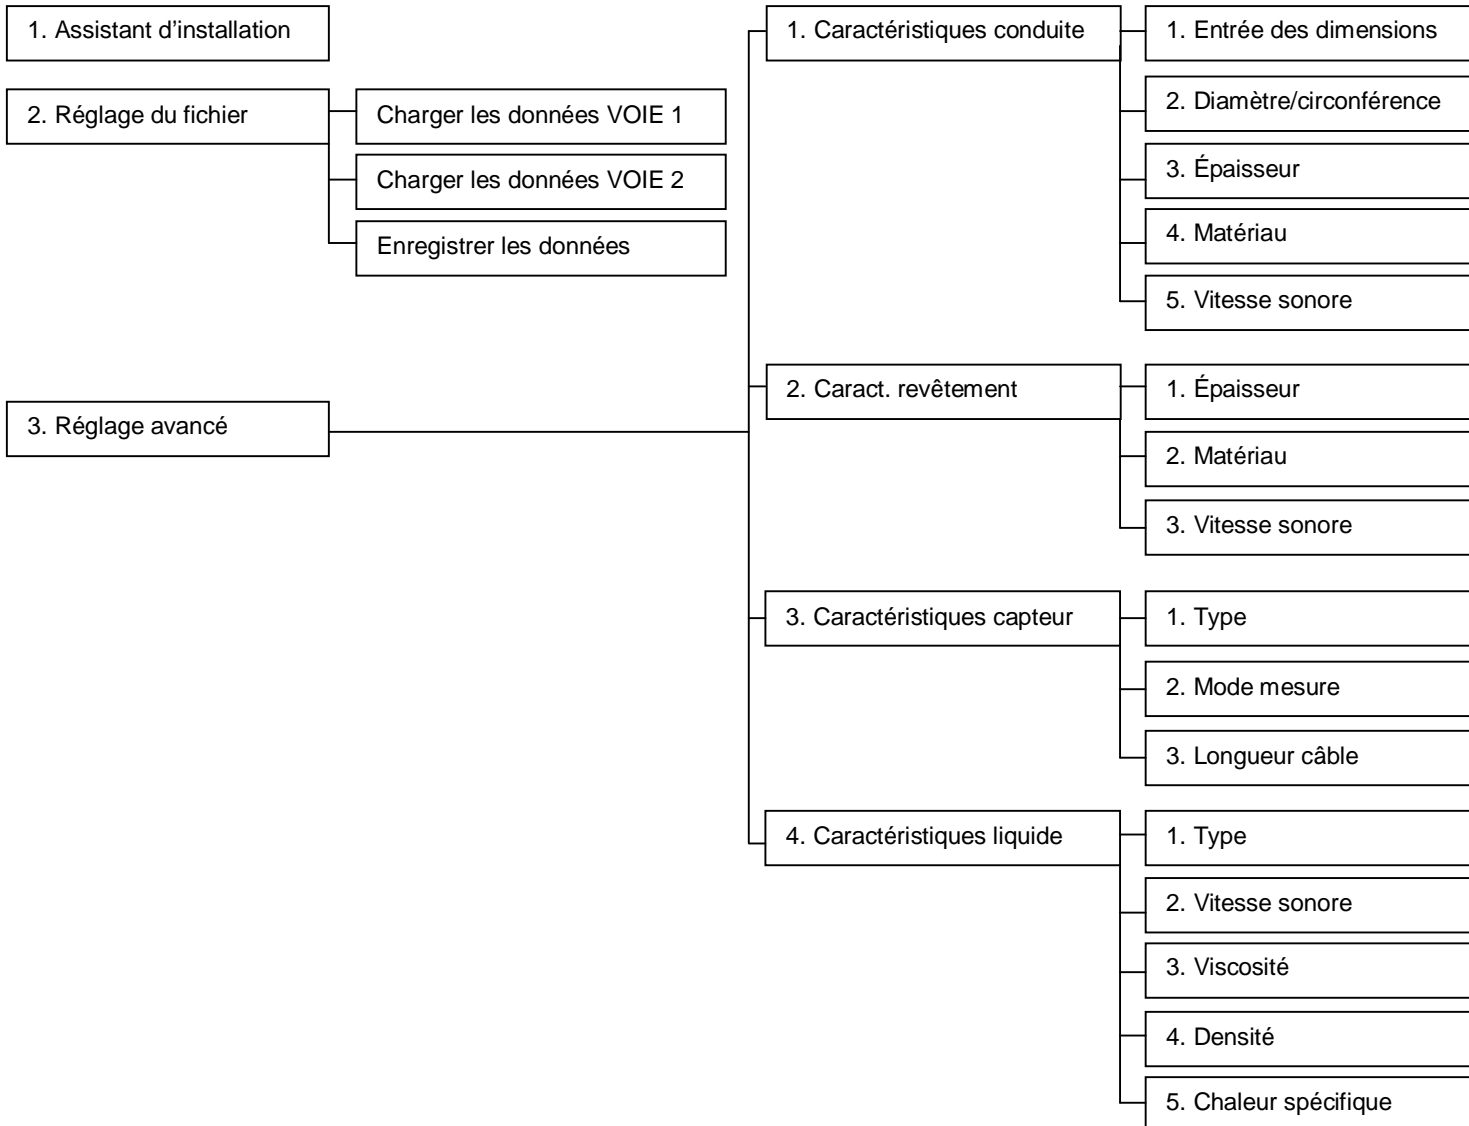 1. Assistant d’installation
2. Réglage du fichier
Charger les données VOIE 1
Charger les données VOIE 2
Enregistrer les données
3. Réglage avancé
1. Caractéristiques conduite
1. Entrée des dimensions
2. Diamètre/circonférence
3. Épaisseur
4. Matériau
5. Vitesse sonore
2. Caract. revêtement
1. Épaisseur
2. Matériau
3. Vitesse sonore
3. Caractéristiques capteur
1. Type
2. Mode mesure
3. Longueur câble
4. Caractéristiques liquide
1. Type
2. Vitesse sonore
3. Viscosité
4. Densité
5. Chaleur spécifique